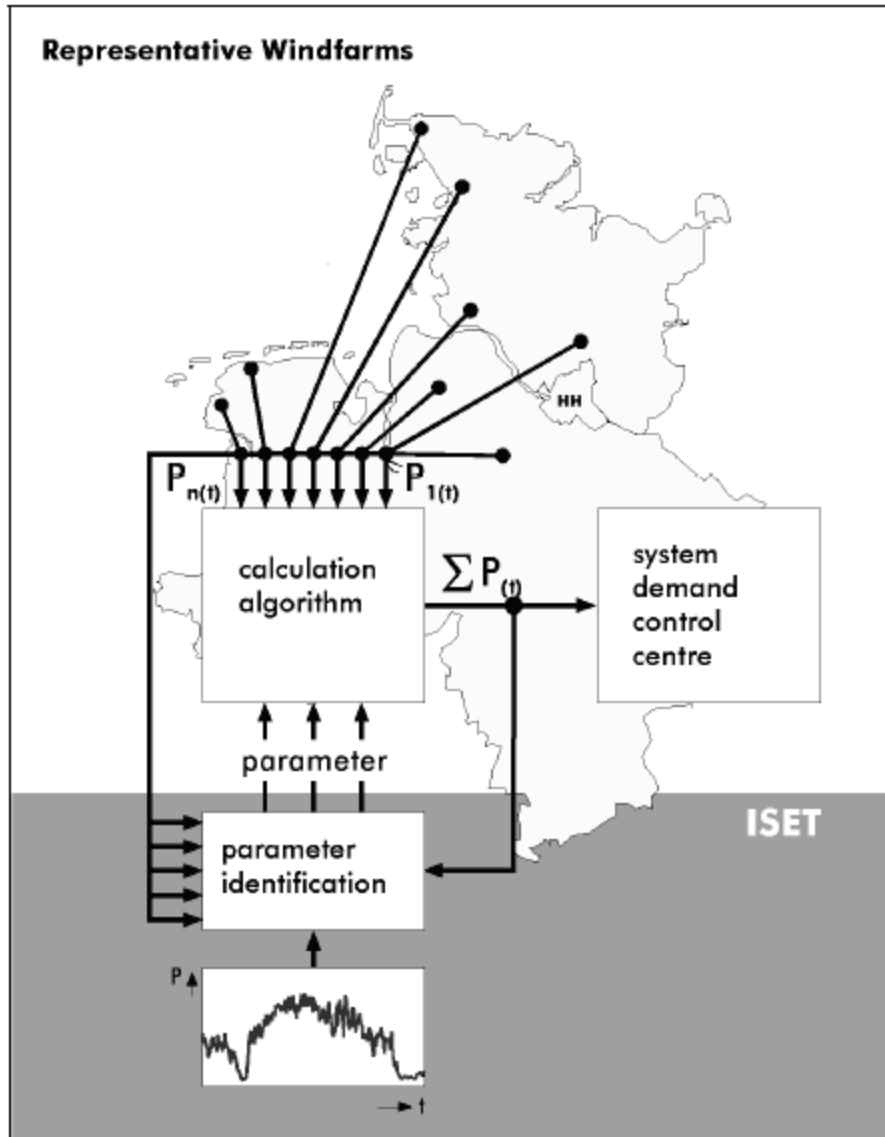 Representative Windfarms
HH
Pn(t)
P1(t)
calculation
algorithm
∑ P(t)
system
demand
control
centre
parameter
ISET
parameter
identification
P
t